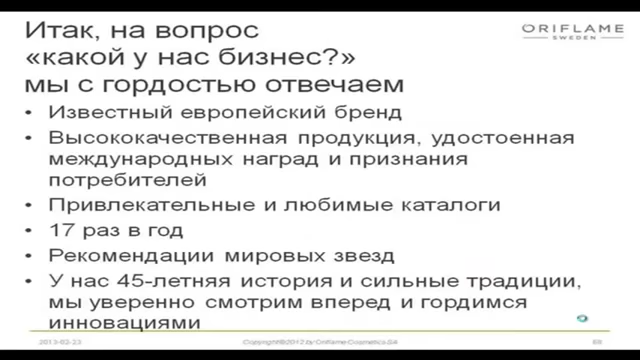 Итак, на вопрос
«какой у нас бизнес?»
мы с гордостью отвечаем
ORIFLAME
SWEDEN
• Известный европейский бренд
• Высококачественная продукция, удостоенная
международных наград и признания
потребителей
• Привлекательные и любимые каталоги
• 17 раз в год
• Рекомендации мировых звезд
• У нас 45-летняя история и сильные традиции,
мы уверенно смотрим вперед и гордимся
инновациями
2013-02-23
Copyright©2012 by Oriflame Cosmetics SA